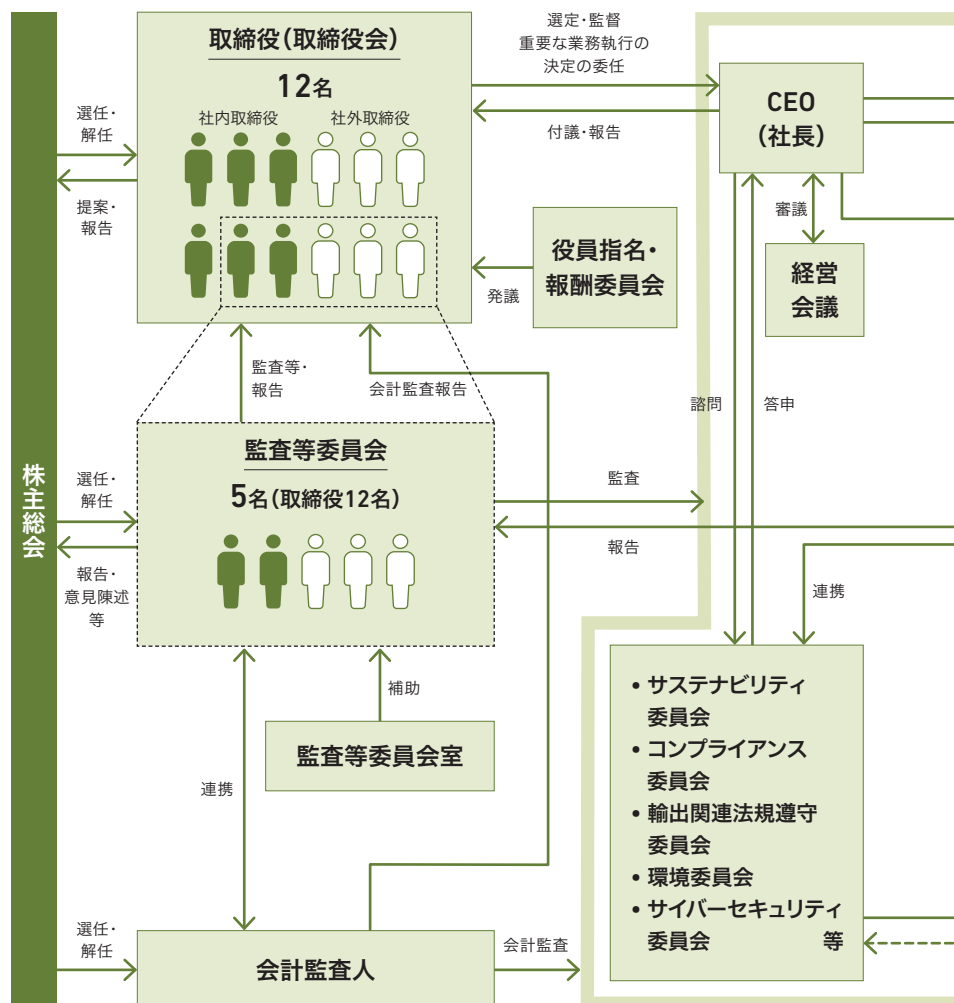 株主総会
取締役(取締役会)
12名
社内取締役
社外取締役
選任・
解任
提案・
報告
選定・監督
重要な業務執行の
決定の委任
付議・報告
CEO
(社長)
審議
経営
会議
役員指名・
報酬委員会
発議
監査等・
報告
会計監査報告
諮問
答申
監査等委員会
5名(取締役12名)
選任・
解任
報告・
意見陳述
等
監査
報告
連携
補助
監査等委員会室
連携
• サステナビリティ
委員会
• コンプライアンス
委員会
• 輸出関連法規遵守
委員会
• 環境委員会
• サイバーセキュリティ
委員会 等
選任・
解任
会計監査人
会計監査